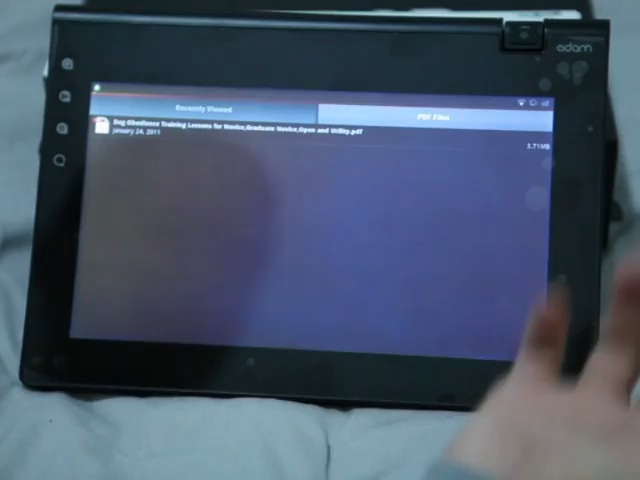 adam
Recently Viewed
PDF Files
Dog Obedience Training Lessons for Novice,Graduate Novice,Open and Utility.pdf
January 24, 2011
3.71MB